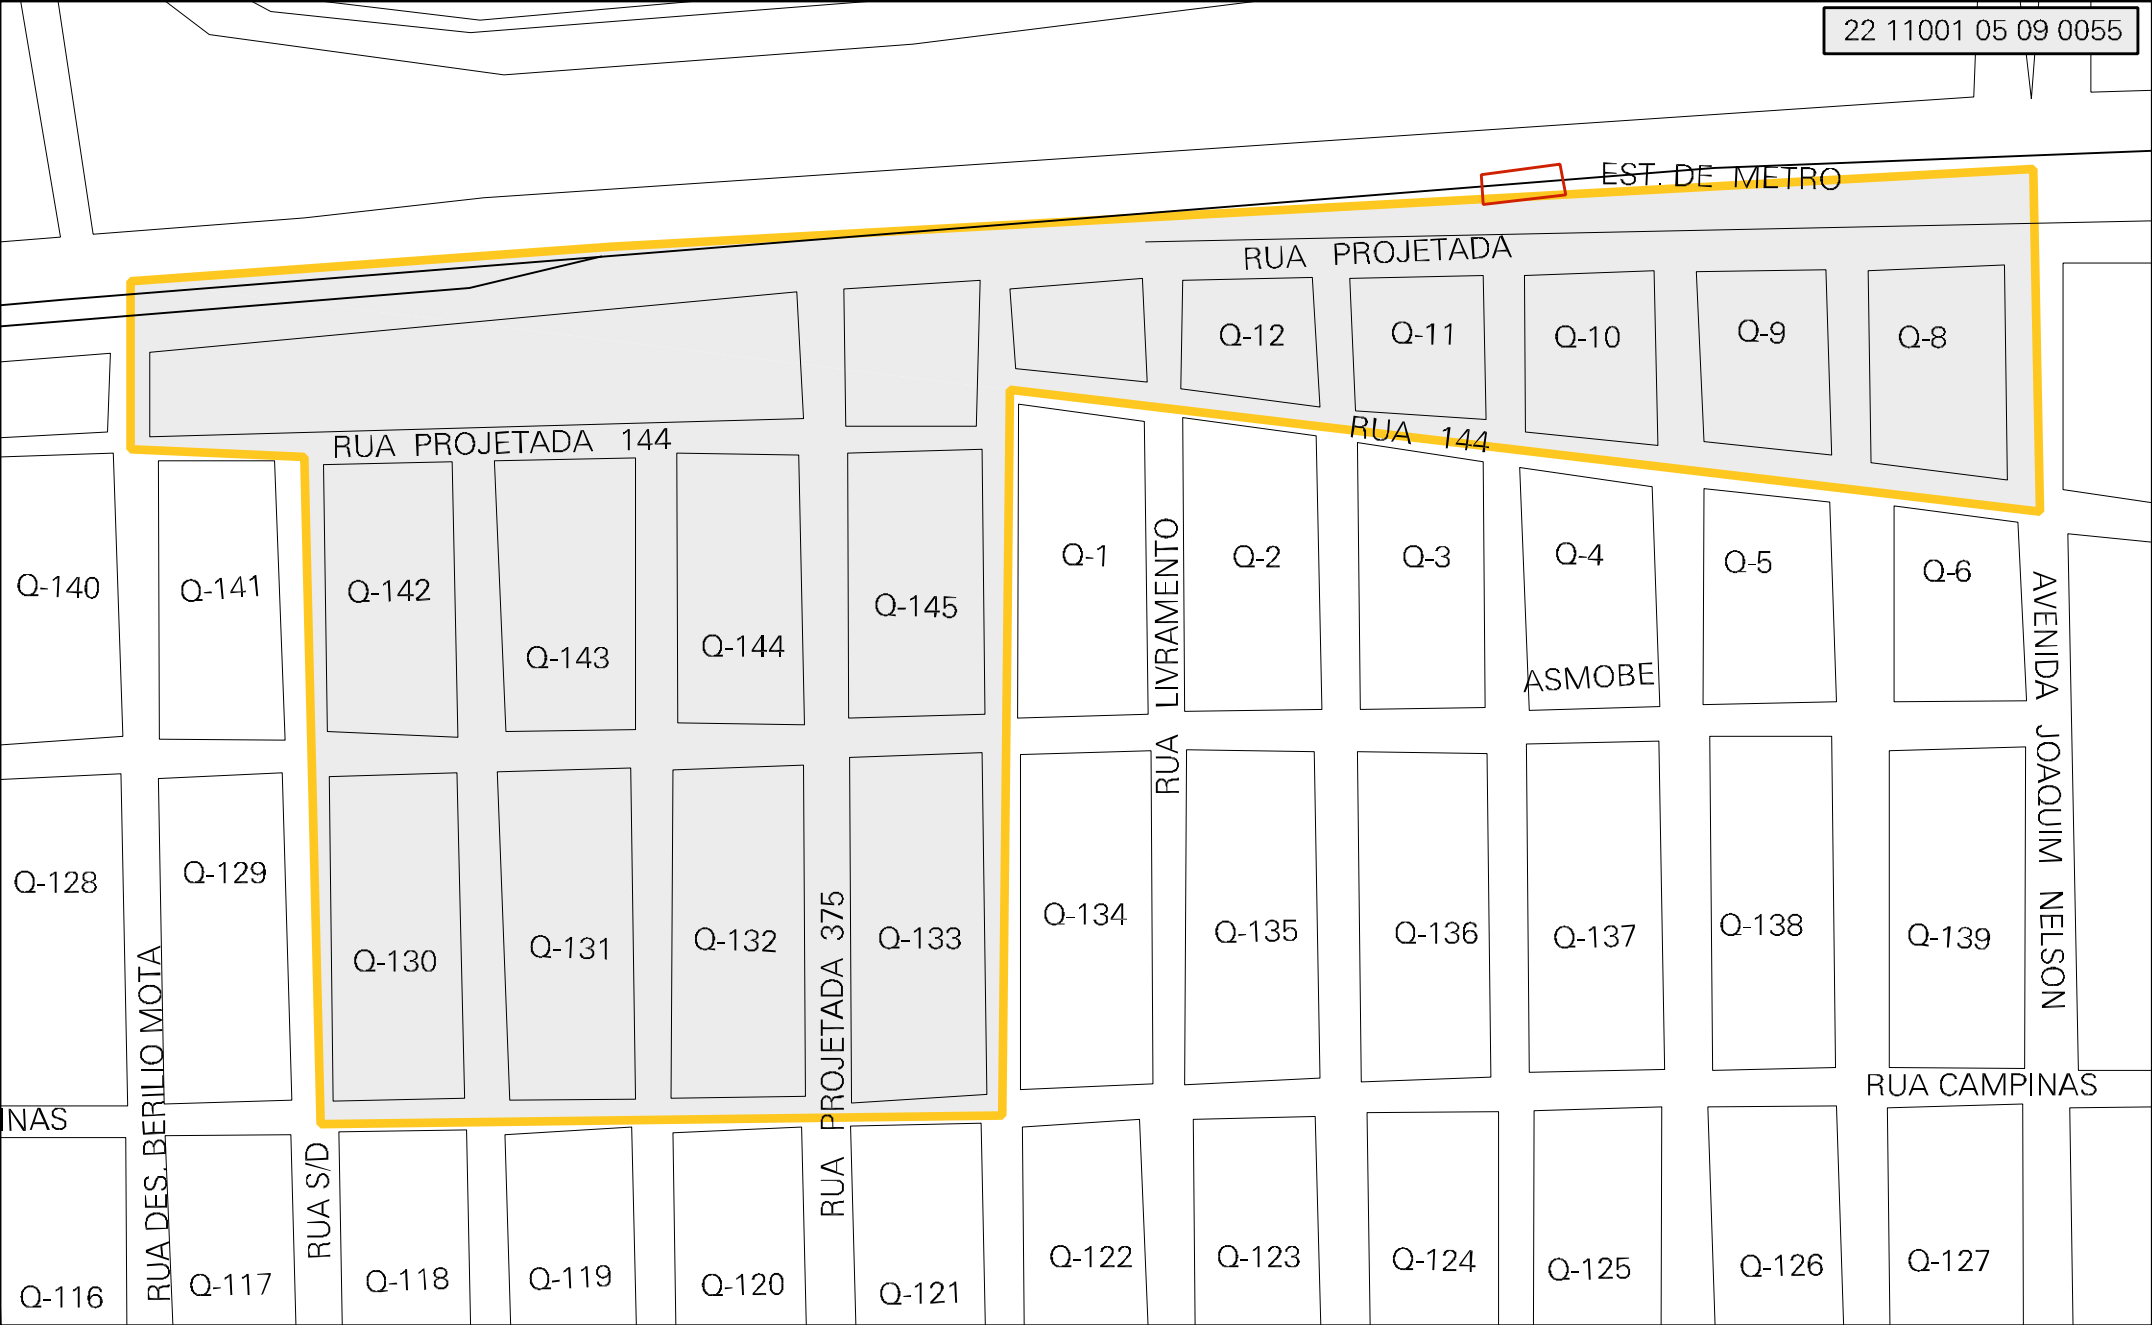 22 11001 05 09 0055
EST. DE METRO
RUA PROJETADA
Q-12
Q-11
Q-10
Q-9
Q-8
RUA PROJETADA 144
RUA 144
Q-140
Q-141
Q-142
Q-143
Q-144
Q-145
Q-1
RUA LIVRAMENTO
Q-2
Q-3
Q-4
Q-5
Q-6
ASMOBE
AVENIDA JOAQUIM NELSON
Q-128
Q-129
Q-130
Q-131
Q-132
Q-133
Q-134
Q-135
Q-136
Q-137
Q-138
Q-139
RUA DES. BERILIO MOTA
RUA PROJETADA 375
RUA CAMPINAS
INAS
RUA S/D
Q-116
Q-117
Q-118
Q-119
Q-120
Q-121
Q-122
Q-123
Q-124
Q-125
Q-126
Q-127